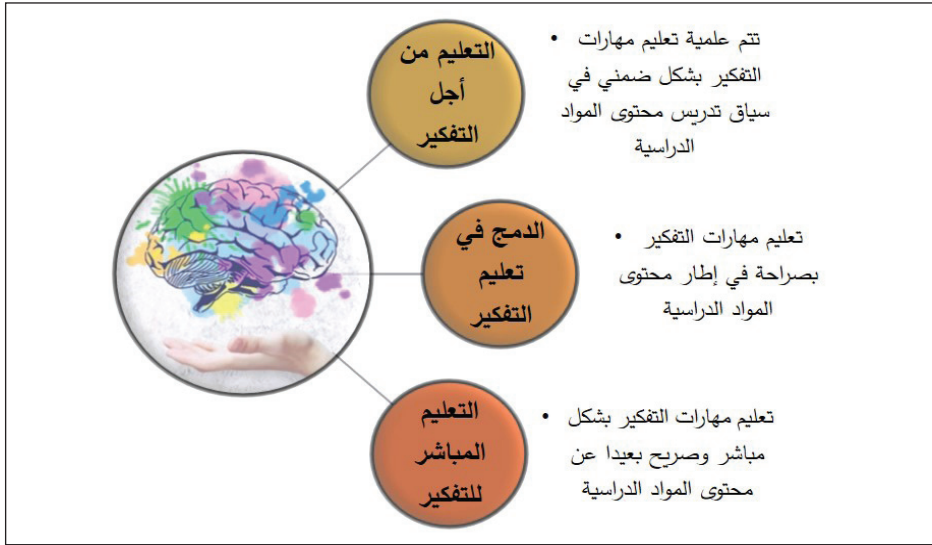 التعليم من
أجل
التفكير
• تتم علمية تعليم مهارات
التفكير بشكل ضمني في
سياق تدريس محتوى المواد
الدراسية
الدمج في
تعليم
التفكير
• تعليم مهارات التفكير
بصراحة في إطار محتوى
المواد الدراسية
التعليم
المباشر
للتفكير
• تعليم مهارات التفكير بشكل
مباشر وصريح بعيدا عن
محتوى المواد الدراسية